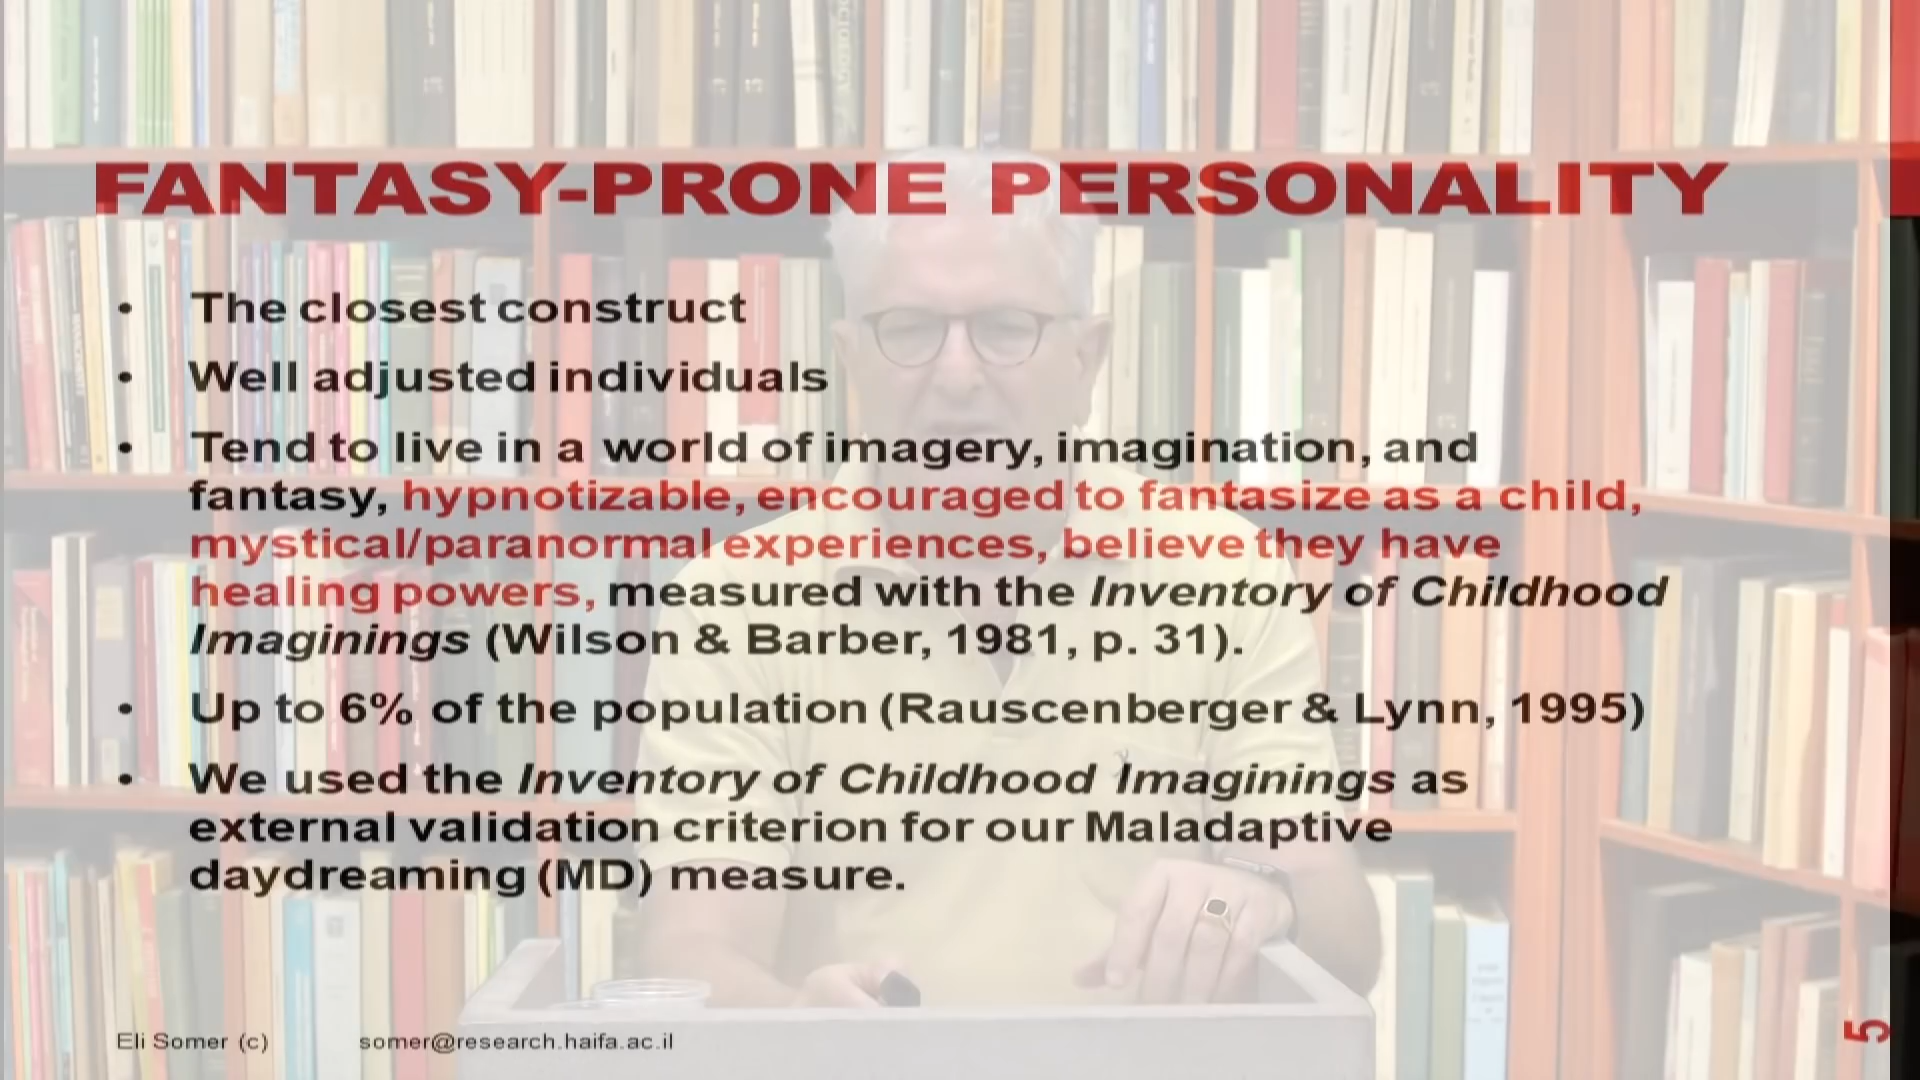 FANTASY-PRONE PERSONALITY
• The closest construct
• Well adjusted individuals
• Tend to live in a world of imagery, imagination, and
fantasy, hypnotizable, encouraged to fantasize as a child,
mystical/paranormal experiences, believe they have
healing powers, measured with the Inventory of Childhood
Imaginings (Wilson & Barber, 1981, p. 31).
• Up to 6% of the population (Rauscenberger & Lynn, 1995)
• We used the Inventory of Childhood Imaginings as
external validation criterion for our Maladaptive
daydreaming (MD) measure.
Eli Somer (c) somer@research.haifa.ac.il
5